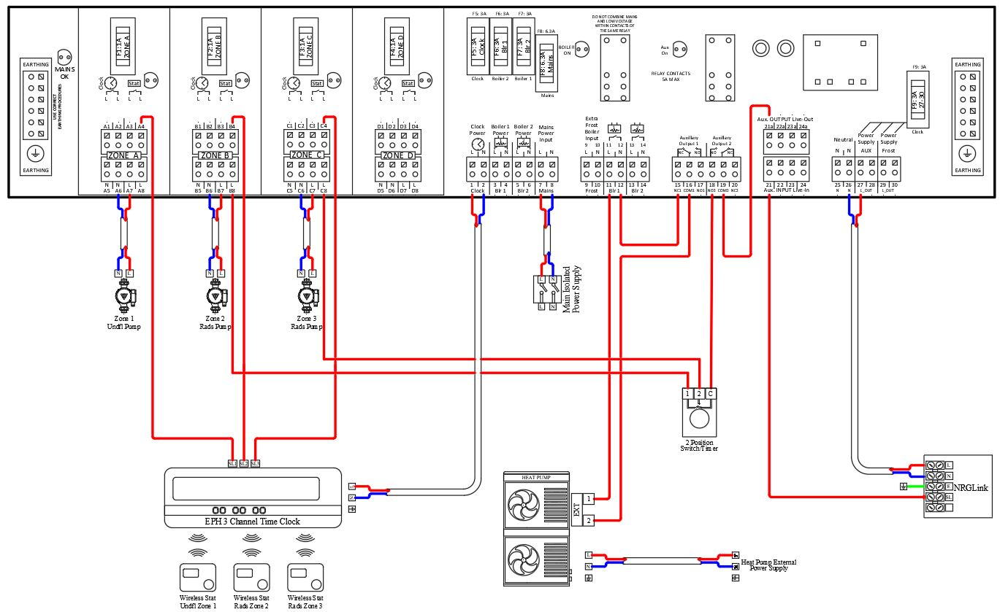 F5: 3A
F6: 3A
F7: 3A
F8: 6.3A
DO NOT COMBINE MAINS
AND LOW VOLTAGE
WITHIN CONTACTS OF
THE SAME RELAY
F1: 1A
ZONE A
F2: 1A
ZONE B
F3: 1A
ZONE C
F4: 1A
ZONE D
F5: 3A
Clock
F6: 3A
Blr 1
F7: 3A
Blr 2
F8: 6.3A
Mains
BOILER
ON
Aux
On
MAINS
OK
EARTHING
USE CORRECT
EARTHING PROCEDURES
EARTHING
Clock
Stat
L L L L
Clock
Stat
L L L L
Clock
Stat
L L L L
Clock
Stat
L L L L
Clock
Boiler 2
Boiler 1
Mains
RELAY CONTACTS
5A MAX
F9: 3A
F9: 3A
27-30
Clock
EARTHING
EARTHING
A1 A2 A3 A4
ZONE A
N N L L
A5 A6 A7 A8
B1 B2 B3 B4
ZONE B
N N L L
B5 B6 B7 B8
C1 C2 C3 C4
ZONE C
N N L L
C5 C6 C7 C8
D1 D2 D3 D4
ZONE D
N N L L
D5 D6 D7 D8
Clock
Power
Boiler 1
Power
Boiler 2
Power
Mains
Power
Input
L N L N L N L N
1 2 3 4 5 6 7 8
Clock Blr 1 Blr 2 Mains
Extra
Frost
Boiler
Input
9 10 11 12 13 14
L N L N L N
9 10 11 12 13 14
Frost Blr 1 Blr 2
Auxillary
Output 1
Auxillary
Output 2
NC NO NO NC
15 16 17 18 19 20
NC1 COM1 NO1 NO2 COM2 NC2
Aux. OUTPUT Live-Out
21a 22a 23a 24a
21 22 23 24
Aux. INPUT Live-In
Neutral
Power
Supply
AUX
Power
Supply
Frost
N N
25 26 27 28 29 30
N N L_OUT L_OUT
N L
Zone 1
Undfl Pump
N L
Zone 2
Rads Pump
N L
Zone 3
Rads Pump
L N
L N
Main Isolated
Power Supply
1 2 C
2 Position
Switch/Timer
SL1 SL2 SL3
L
N
EPH 3 Channel Time Clock
Wireless Stat
Undfl Zone 1
Wireless Stat
Rads Zone 2
Wireless Stat
Rads Zone 3
HEAT PUMP
EXT
1
2
L
N
L
N
Heat Pump External
Power Supply
L
N
E
SL
NRGLink